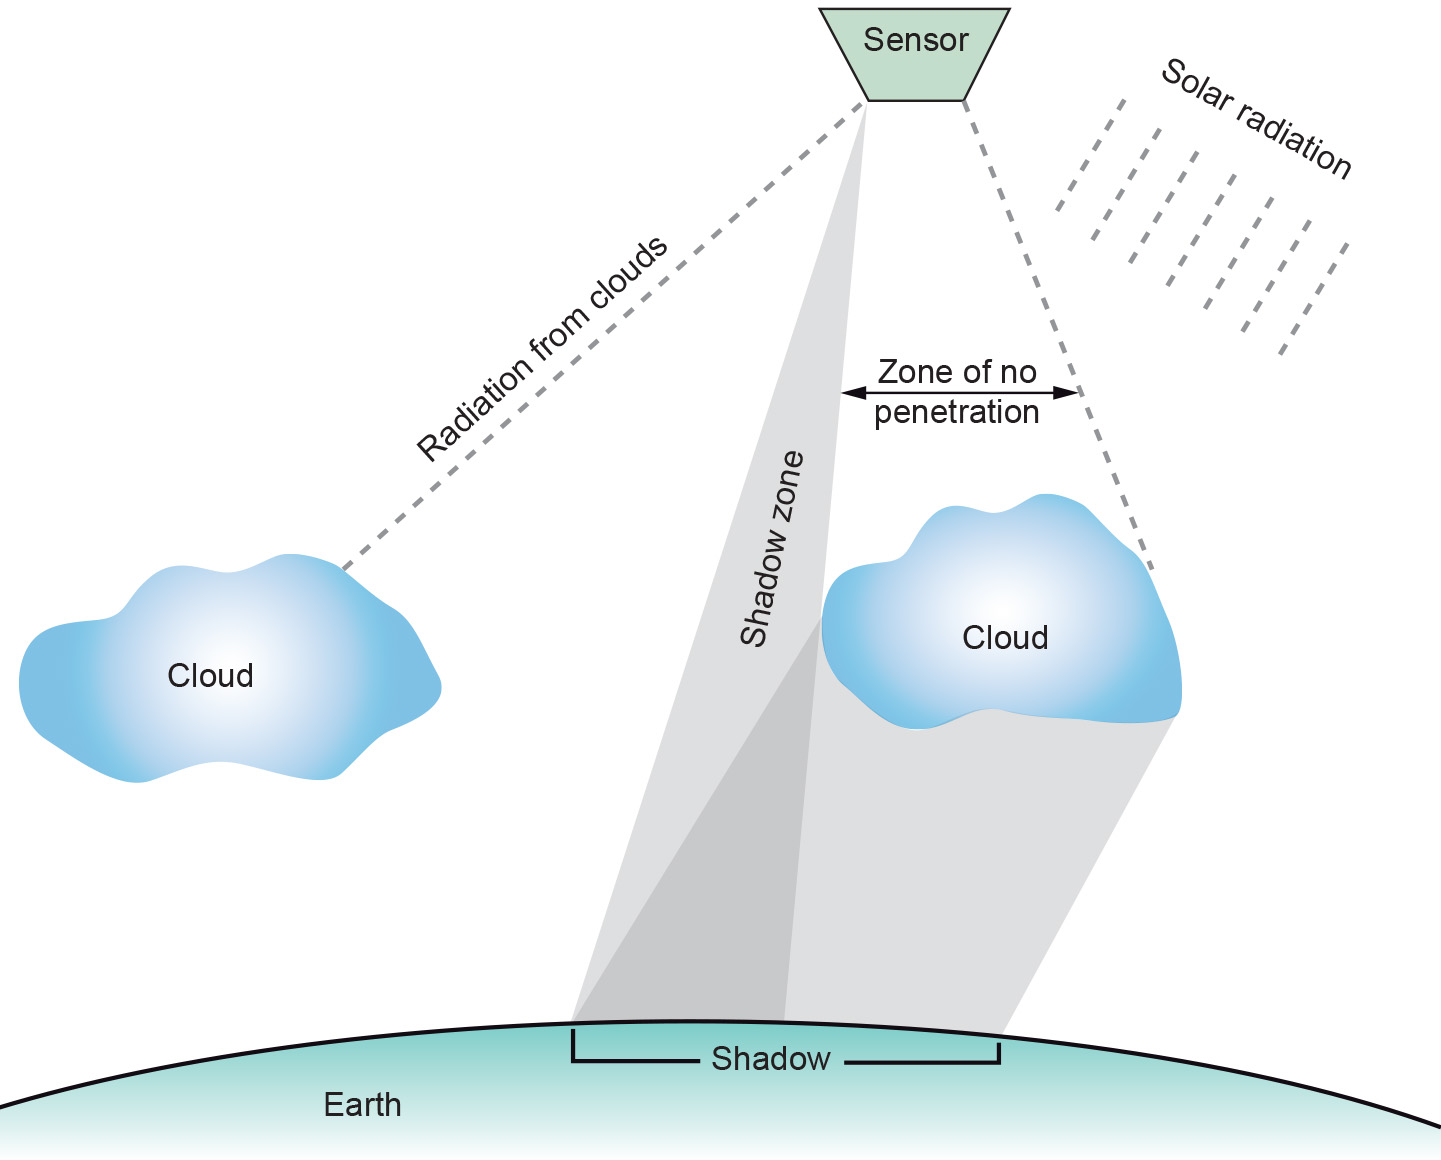 Sensor
Solar radiation
Radiation from clouds
Zone of no
penetration
Shadow zone
Cloud
Cloud
Shadow
Earth